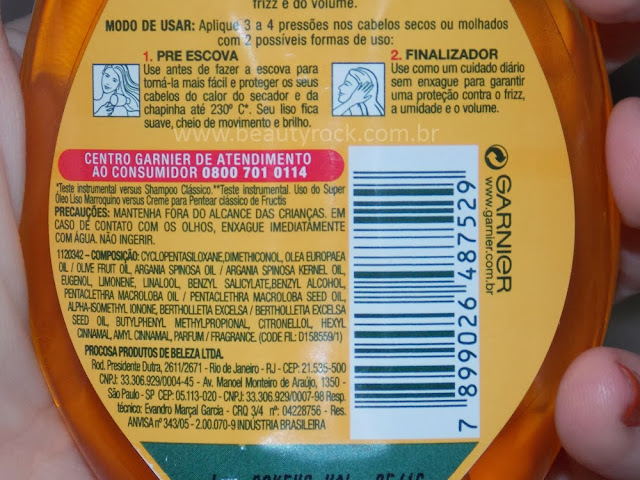 frizz e do volume.
MODO DE USAR: Aplique 3 a 4 pressões nos cabelos secos ou molhados
com 2 possíveis formas de uso:
1. PRE ESCOVA
Use antes de fazer a escova para
torná-la mais fácil e proteger os seus
cabelos do calor do secador e da
chapinha até 230º C*. Seu liso fica
suave, cheio de movimento e brilho.
2. FINALIZADOR
Use como um cuidado diário
sem enxague para garantir
uma proteção contra o frizz,
a umidade e o volume.
www.beautyrock.com.br
CENTRO GARNIER DE ATENDIMENTO
AO CONSUMIDOR 0800 701 0114
*Teste instrumental versus Shampoo Clássico.**Teste instrumental. Uso do Super
Óleo Liso Marroquino versus Creme para Pentear clássico de Fructis
PRECAUÇÕES: MANTENHA FORA DO ALCANCE DAS CRIANÇAS. EM
CASO DE CONTATO COM OS OLHOS, ENXAGUE IMEDIATAMENTE
COM ÁGUA. NÃO INGERIR.
1120342 – COMPOSIÇÃO: CYCLOPENTASILOXANE,DIMETHICONOL, OLEA EUROPAEA
OIL / OLIVE FRUIT OIL, ARGANIA SPINOSA OIL / ARGANIA SPINOSA KERNEL OIL,
EUGENOL, LIMONENE, LINALOOL, BENZYL SALICYLATE,BENZYL ALCOHOL,
PENTACLETHRA MACROLOBA OIL / PENTACLETHRA MACROLOBA SEED OIL,
ALPHA-ISOMETHYL IONONE, BERTHOLLETIA EXCELSA / BERTHOLLETIA EXCELSA
SEED OIL, BUTYLPHENYL METHYLPROPIONAL, CITRONELLOL, HEXYL
CINNAMAL, AMYL CINNAMAL, PARFUM / FRAGRANCE. (CODE FIL: D158559/1)
PROCOSA PRODUTOS DE BELEZA LTDA.
Rod. Presidente Dutra, 2611/2671 - Rio de Janeiro - RJ - CEP 21.535-500
CNPJ: 33.306.929/0004-45 - Av. Manoel Monteiro de Araújo, 1350 -
São Paulo - SP CEP 05.113-020 - CNPJ: 33.306.929/0007-98 Resp.
técnico: Evandro Marçal Garcia - CRQ 3/4 nº: 04228756 - Res.
ANVISA nº 343/05 - 2.00.070-9 INDÚSTRIA BRASILEIRA
7 899026 487529
GARNIER
www.garnier.com.br